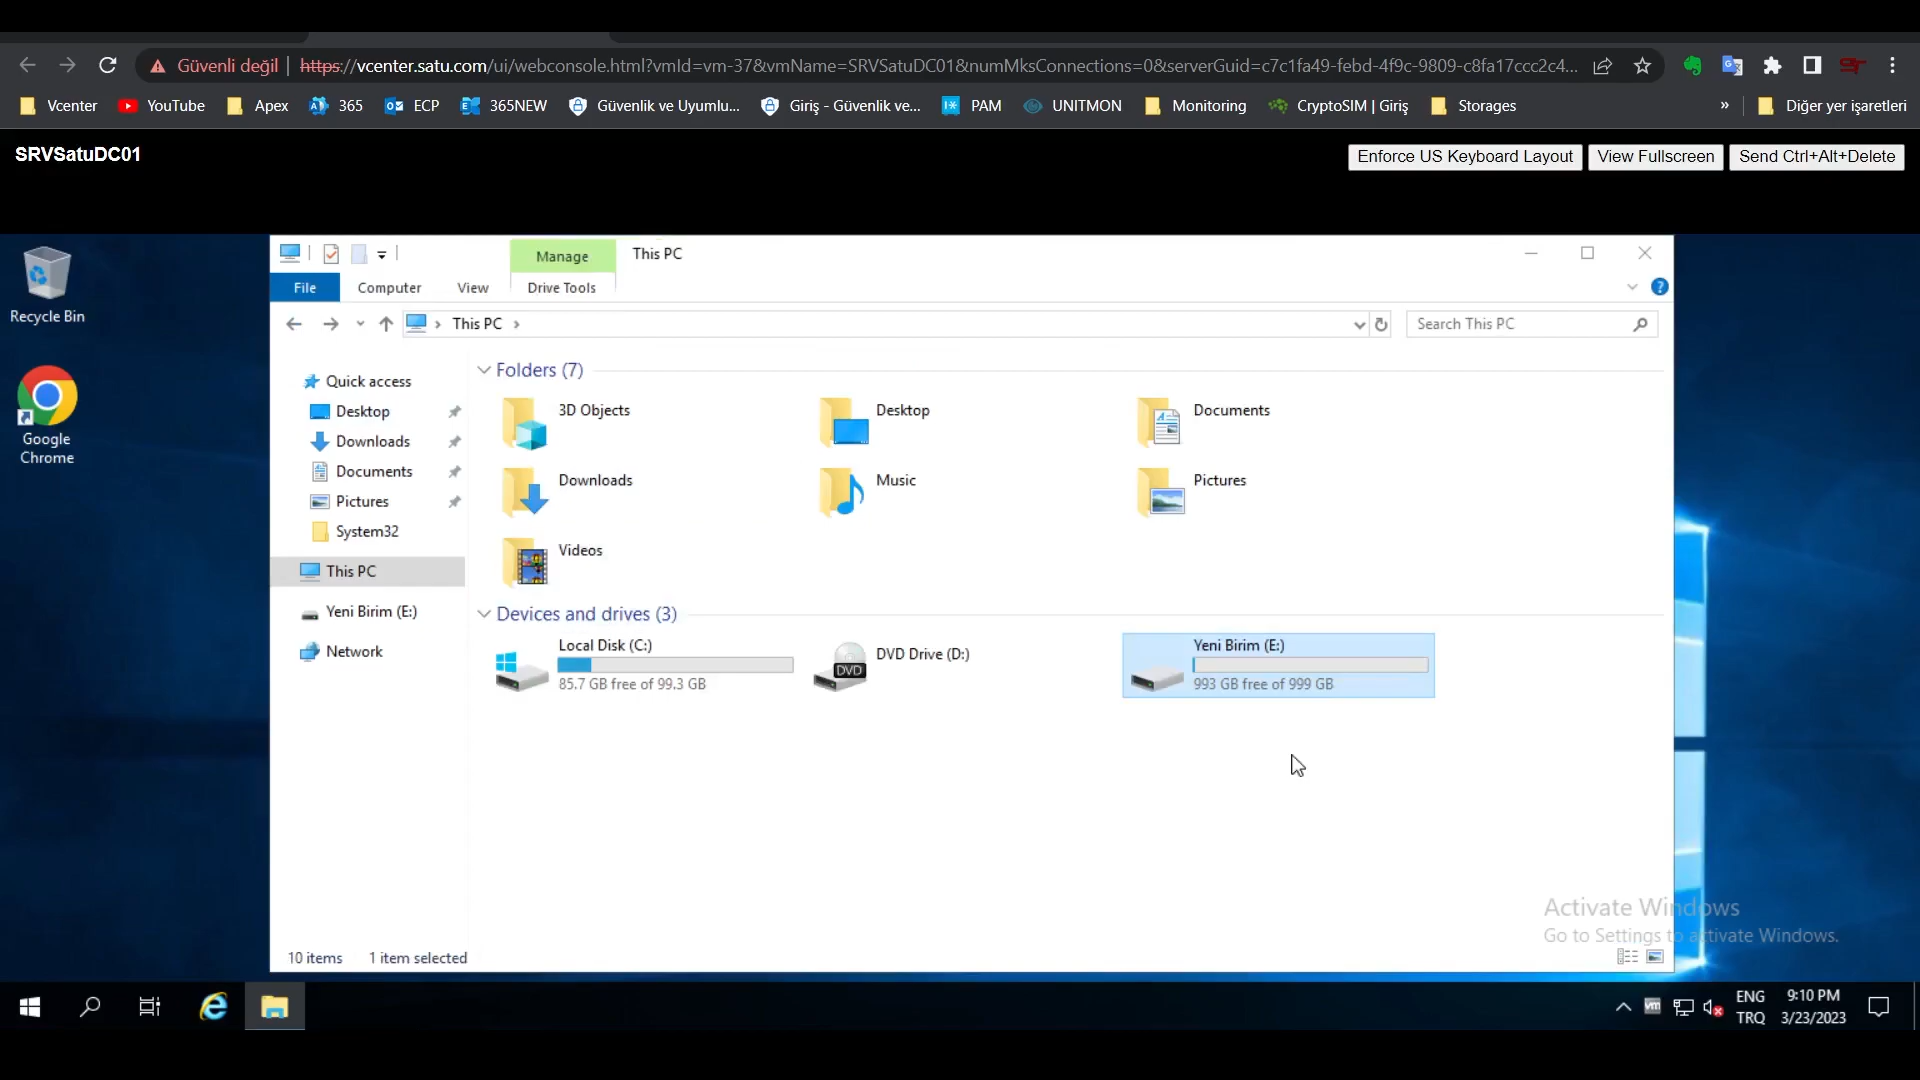 Güvenli değil
https://vcenter.satu.com/ui/webconsole.html?vmId=vm-37&vmName=SRVSatuDC01&numMksConnections=0&serverGuid=c7c1fa49-febd-4f9c-9809-c8fa17ccc2c4...
Vcenter
YouTube
Apex
365
ECP
365NEW
Güvenlik ve Uyumlu...
Giriş - Güvenlik ve...
PAM
UNITMON
Monitoring
CryptoSIM | Giriş
Storages
»
Diğer yer işaretleri
SRVSatuDC01
Enforce US Keyboard Layout
View Fullscreen
Send Ctrl+Alt+Delete
Recycle Bin
Google
Chrome
Manage
This PC
File
Computer
View
Drive Tools
This PC
Search This PC
Quick access
Desktop
Downloads
Documents
Pictures
System32
This PC
Yeni Birim (E:)
Network
Folders (7)
3D Objects
Desktop
Documents
Downloads
Music
Pictures
Videos
Devices and drives (3)
Local Disk (C:)
85.7 GB free of 99.3 GB
DVD
DVD Drive (D:)
Yeni Birim (E:)
993 GB free of 999 GB
Activate Windows
Go to Settings to activate Windows.
10 items
1 item selected
vm
ENG
TRQ
9:10 PM
3/23/2023